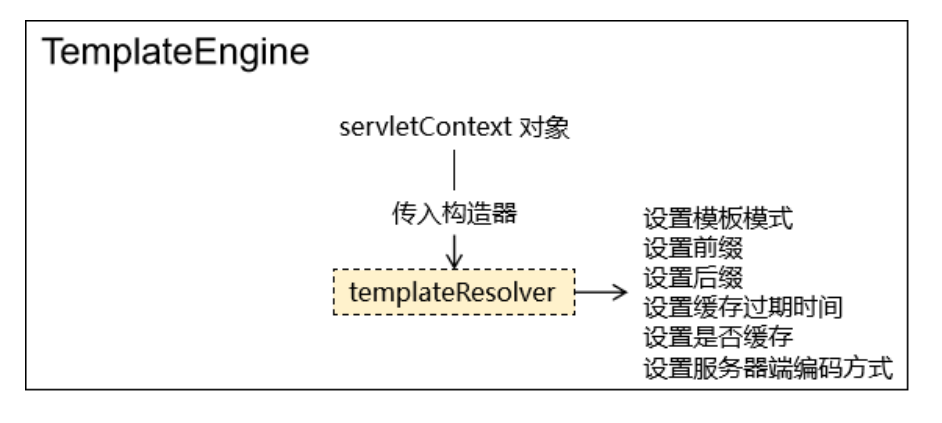 TemplateEngine
servletContext 对象
传入构造器
templateResolver
设置模板模式
设置前缀
设置后缀
设置缓存过期时间
设置是否缓存
设置服务器端编码方式